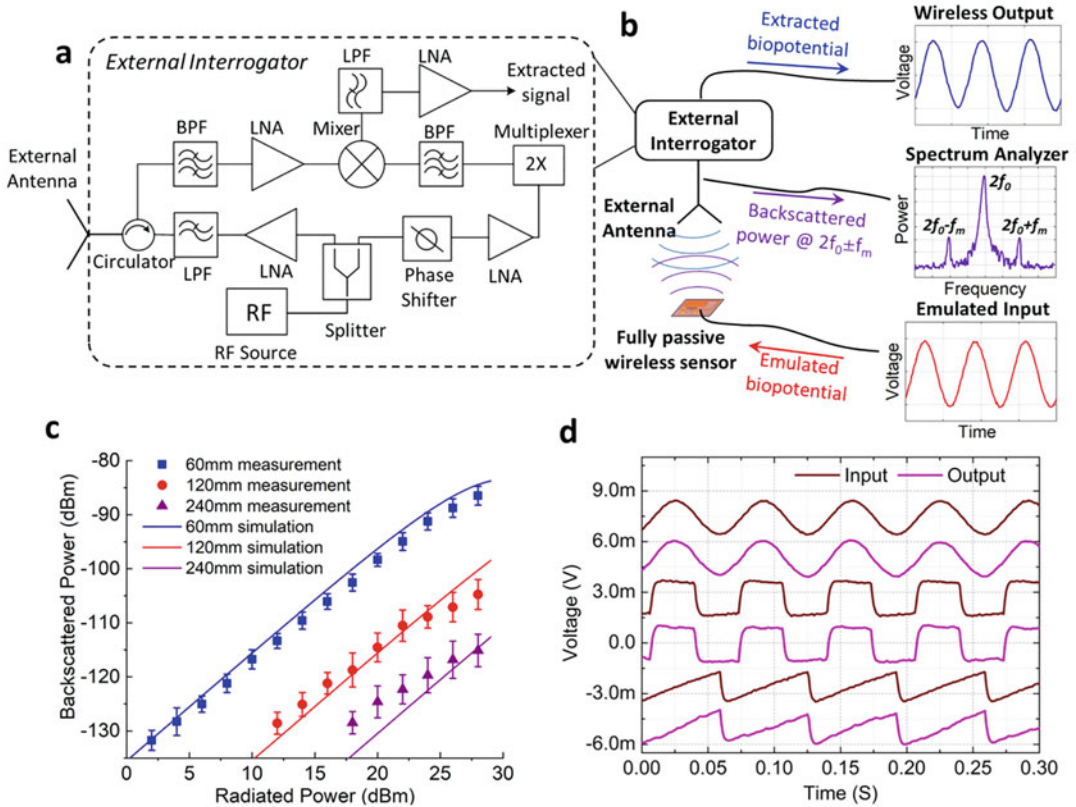 a
External Interrogator
LPF
LNA
Extracted
signal
BPF
LNA
Mixer
BPF
Multiplexer
2X
External
Antenna
Circulator
LPF
LNA
Splitter
Phase
Shifter
LNA
RF
RF Source
b
Extracted
biopotential
External
Interrogator
External
Antenna
Backscattered
power @ 2f₀±fₘ
Fully passive
wireless sensor
Emulated
biopotential
Wireless Output
Voltage
Time
Spectrum Analyzer
Power
2f₀
2f₀-fₘ
2f₀+fₘ
Frequency
Emulated Input
Voltage
Time
c
Backscattered Power (dBm)
-80
-90
-100
-110
-120
-130
60mm measurement
120mm measurement
240mm measurement
60mm simulation
120mm simulation
240mm simulation
0 5 10 15 20 25 30
Radiated Power (dBm)
d
Input Output
Voltage (V)
9.0m
6.0m
3.0m
0.0
-3.0m
-6.0m
0.00 0.05 0.10 0.15 0.20 0.25 0.30
Time (S)